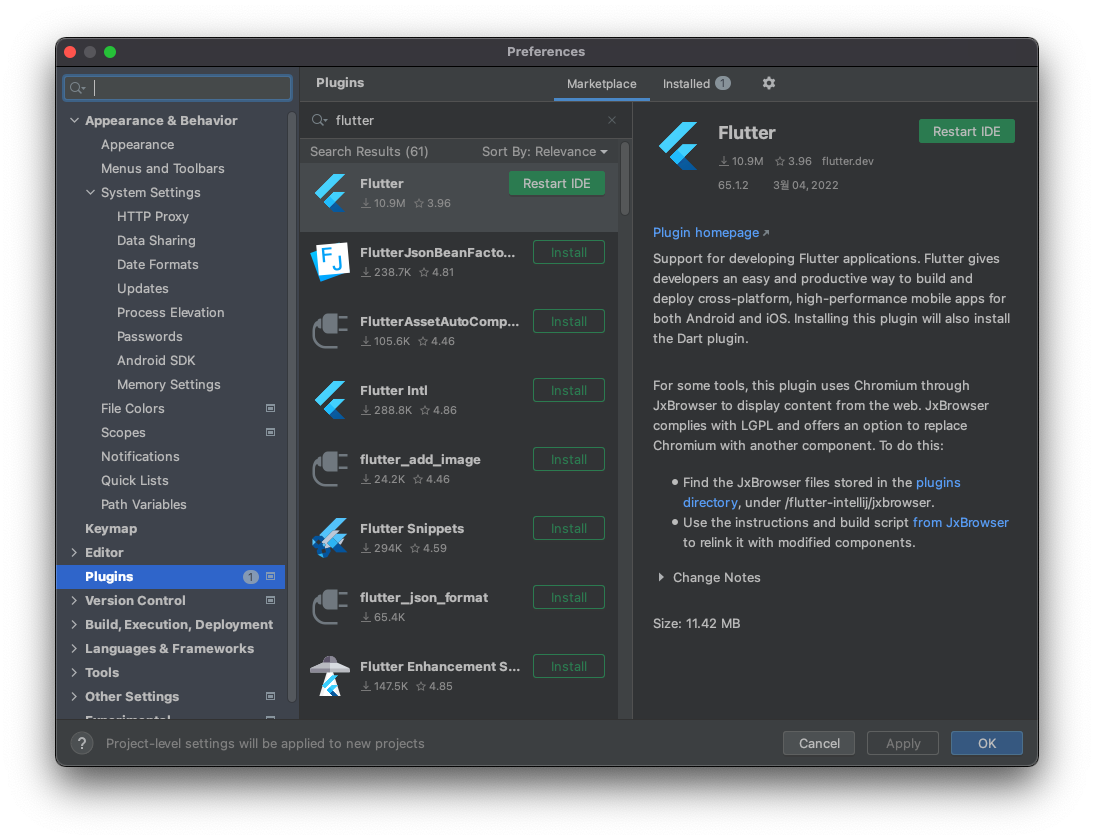 Preferences
Appearance & Behavior
Appearance
Menus and Toolbars
System Settings
HTTP Proxy
Data Sharing
Date Formats
Updates
Process Elevation
Passwords
Android SDK
Memory Settings
File Colors
Scopes
Notifications
Quick Lists
Path Variables
Keymap
Editor
Plugins 1
Version Control
Build, Execution, Deployment
Languages & Frameworks
Tools
Other Settings
Plugins
Marketplace
Installed 1
flutter
Search Results (61)
Sort By: Relevance
Flutter
10.9M 3.96
Restart IDE
FlutterJsonBeanFacto...
238.7K 4.81
Install
FJ
FlutterAssetAutoComp...
105.6K 4.46
Install
Flutter Intl
288.8K 4.86
Install
flutter_add_image
24.2K 4.46
Install
Flutter Snippets
294K 4.59
Install
flutter_json_format
65.4K
Install
Flutter Enhancement S...
147.5K 4.85
Install
Flutter
Restart IDE
10.9M 3.96 flutter.dev
65.1.2 3월 04, 2022
Plugin homepage
Support for developing Flutter applications. Flutter gives
developers an easy and productive way to build and
deploy cross-platform, high-performance mobile apps for
both Android and iOS. Installing this plugin will also install
the Dart plugin.
For some tools, this plugin uses Chromium through
JxBrowser to display content from the web. JxBrowser
complies with LGPL and offers an option to replace
Chromium with another component. To do this:
Find the JxBrowser files stored in the plugins
directory, under /flutter-intellij/jxbrowser.
Use the instructions and build script from JxBrowser
to relink it with modified components.
Change Notes
Size: 11.42 MB
? Project-level settings will be applied to new projects
Cancel
Apply
OK